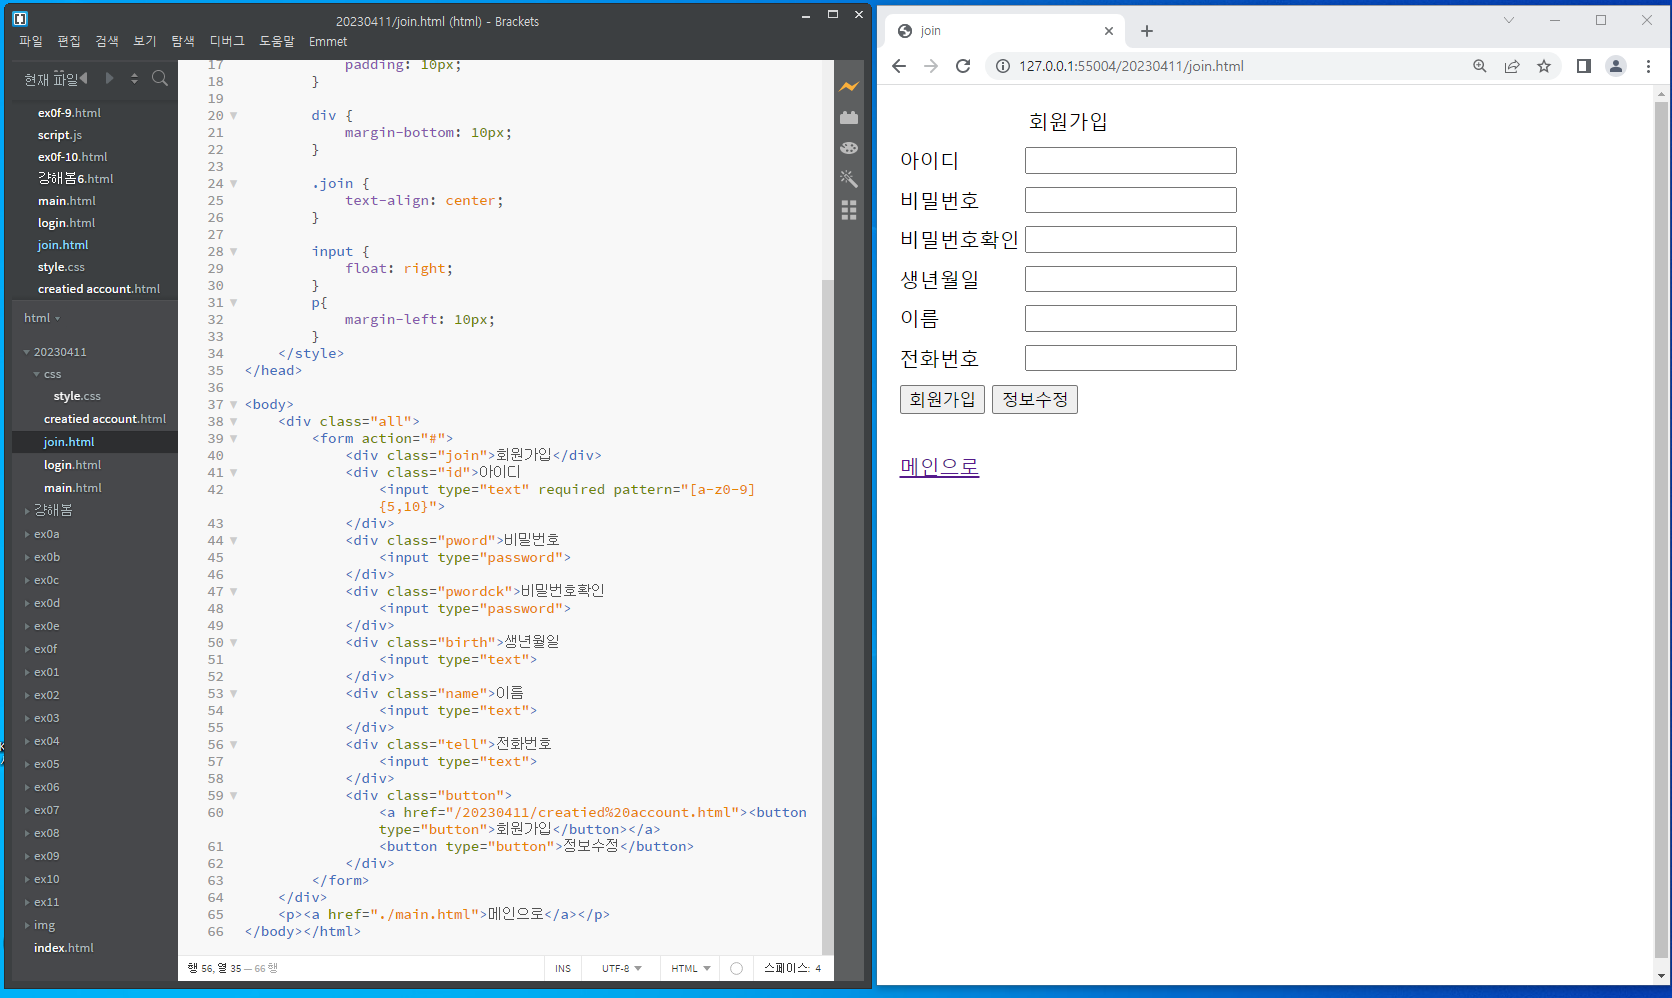 20230411/join.html (html) - Brackets
파일 편집 검색 보기 탐색 디버그 도움말 Emmet
현재 파일
ex0f-9.html
script.js
ex0f-10.html
걍해봄6.html
main.html
login.html
join.html
style.css
creatied account.html
html
20230411
css
style.css
creatied account.html
join.html
login.html
main.html
걍해봄
ex0a
ex0b
ex0c
ex0d
ex0e
ex0f
ex01
ex02
ex03
ex04
ex05
ex06
ex07
ex08
ex09
ex10
ex11
img
index.html
17 padding: 10px;
18 }
19
20 div {
21 margin-bottom: 10px;
22 }
23
24 .join {
25 text-align: center;
26 }
27
28 input {
29 float: right;
30 }
31 p{
32 margin-left: 10px;
33 }
34 </style>
35 </head>
36
37 <body>
38 <div class="all">
39 <form action="#">
40 <div class="join">회원가입</div>
41 <div class="id">아이디
42 <input type="text" required pattern="[a-z0-9]
{5,10}">
43 </div>
44 <div class="pword">비밀번호
45 <input type="password">
46 </div>
47 <div class="pwordck">비밀번호확인
48 <input type="password">
49 </div>
50 <div class="birth">생년월일
51 <input type="text">
52 </div>
53 <div class="name">이름
54 <input type="text">
55 </div>
56 <div class="tell">전화번호
57 <input type="text">
58 </div>
59 <div class="button">
60 <a href="/20230411/creatied%20account.html"><button
type="button">회원가입</button></a>
61 <button type="button">정보수정</button>
62 </div>
63 </form>
64 </div>
65 <p><a href="./main.html">메인으로</a></p>
66 </body></html>
행 56, 열 35 — 66 행 INS UTF-8 HTML 스페이스: 4
join
127.0.0.1:55004/20230411/join.html
회원가입
아이디
비밀번호
비밀번호확인
생년월일
이름
전화번호
회원가입 정보수정
메인으로